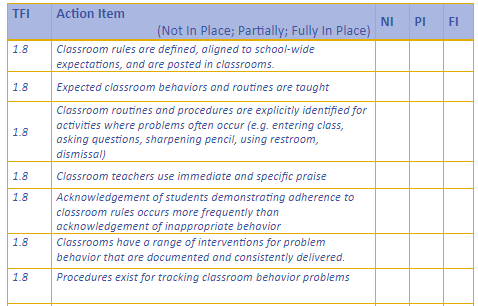 TFI Action Item NI PI FI
(Not In Place; Partially; Fully In Place)
1.8 Classroom rules are defined, aligned to school-wide
expectations, and are posted in classrooms.
1.8 Expected classroom behaviors and routines are taught
Classroom routines and procedures are explicitly identified for
activities where problems often occur (e.g. entering class,
1.8 asking questions, sharpening pencil, using restroom,
dismissal)
1.8 Classroom teachers use immediate and specific praise
1.8 Acknowledgement of students demonstrating adherence to
classroom rules occurs more frequently than
acknowledgement of inappropriate behavior
1.8 Classrooms have a range of interventions for problem
behavior that are documented and consistently delivered.
1.8 Procedures exist for tracking classroom behavior problems